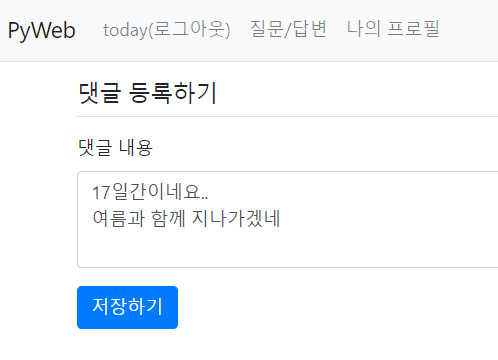 PyWeb today(로그아웃) 질문/답변 나의 프로필
댓글 등록하기
댓글 내용
17일간이네요..
여름과 함께 지나가겠네
저장하기